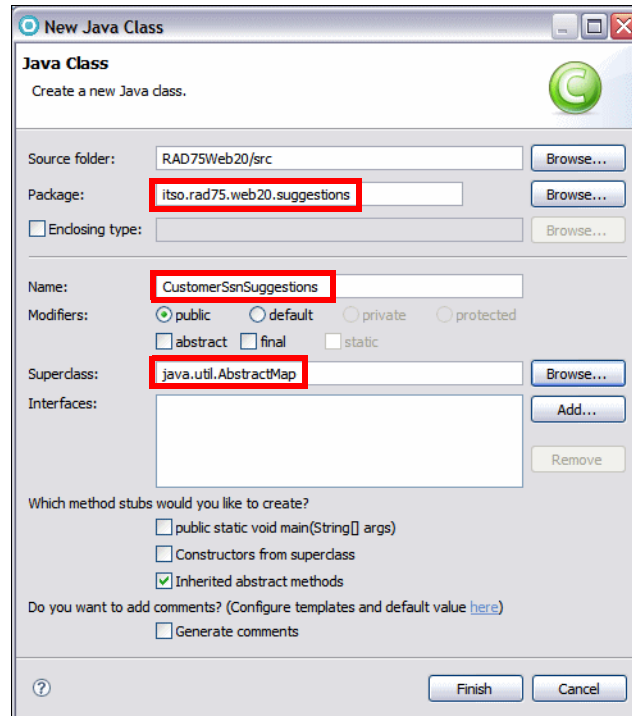 New Java Class
Java Class
Create a new Java class.
Source folder: RAD75Web20/src Browse...
Package: itso.rad75.web20.suggestions Browse...
Enclosing type: Browse...
Name: CustomerSsnSuggestions
Modifiers: public default private protected
abstract final static
Superclass: java.util.AbstractMap Browse...
Interfaces: Add...
Remove
Which method stubs would you like to create?
public static void main(String[] args)
Constructors from superclass
Inherited abstract methods
Do you want to add comments? (Configure templates and default value here)
Generate comments
? Finish Cancel